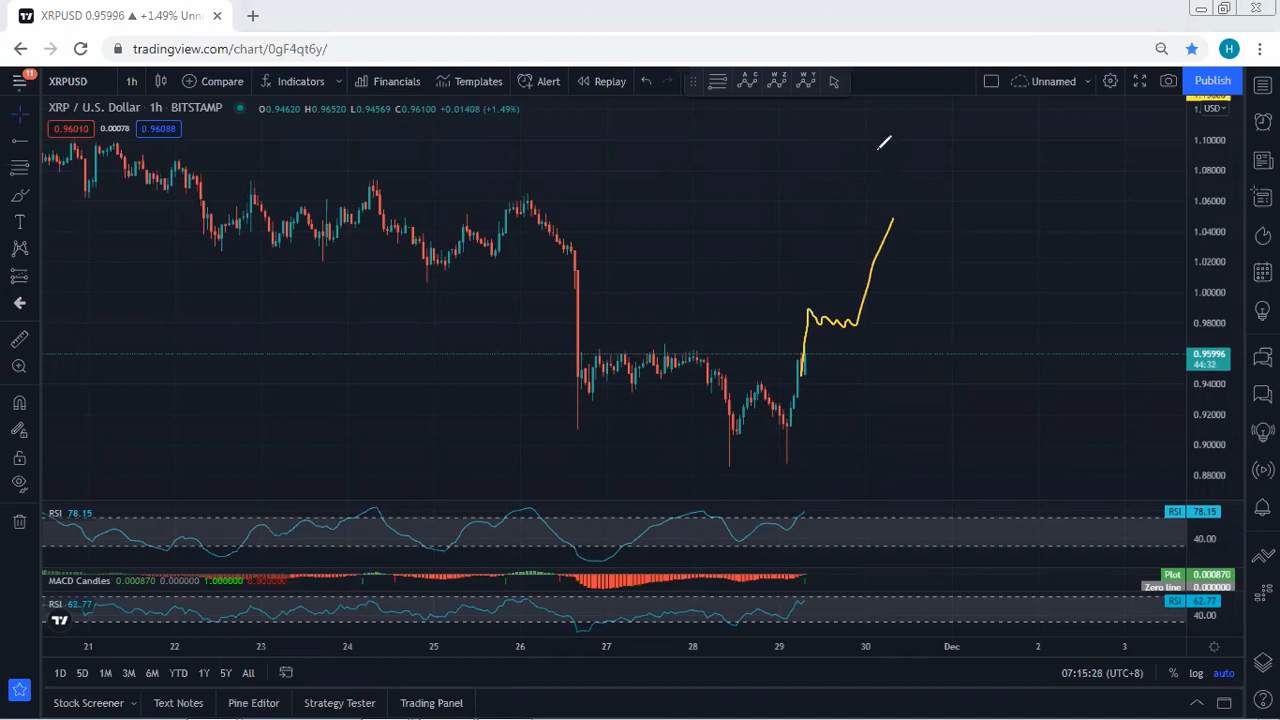 XRPUSD 0.95996 ▲ +1.49% Unn
tradingview.com/chart/0gF4qt6y/
H
11
XRPUSD 1h Compare Indicators Financials Templates Alert Replay A C W Z W Y Unnamed Publish
XRP / U.S. Dollar · 1h · BITSTAMP O0.94620 H0.96520 L0.94569 C0.96100 +0.01408 (+1.49%)
USD
0.96010 0.00078 0.96088
1.10000
1.08000
1.06000
1.04000
1.02000
1.00000
0.98000
0.95996
44:32
0.94000
0.92000
0.90000
0.88000
RSI 78.15 RSI 78.15
40.00
MACD Candles 0.000870 0.000000 1.000000 0.000000 Plot 0.000870
Zero line 0.000000
RSI 62.77 RSI 62.77
40.00
21 22 23 24 25 26 27 28 29 30 Dec 2 3
1D 5D 1M 3M 6M YTD 1Y 5Y All 07:15:28 (UTC+8) % log auto
Stock Screener Text Notes Pine Editor Strategy Tester Trading Panel